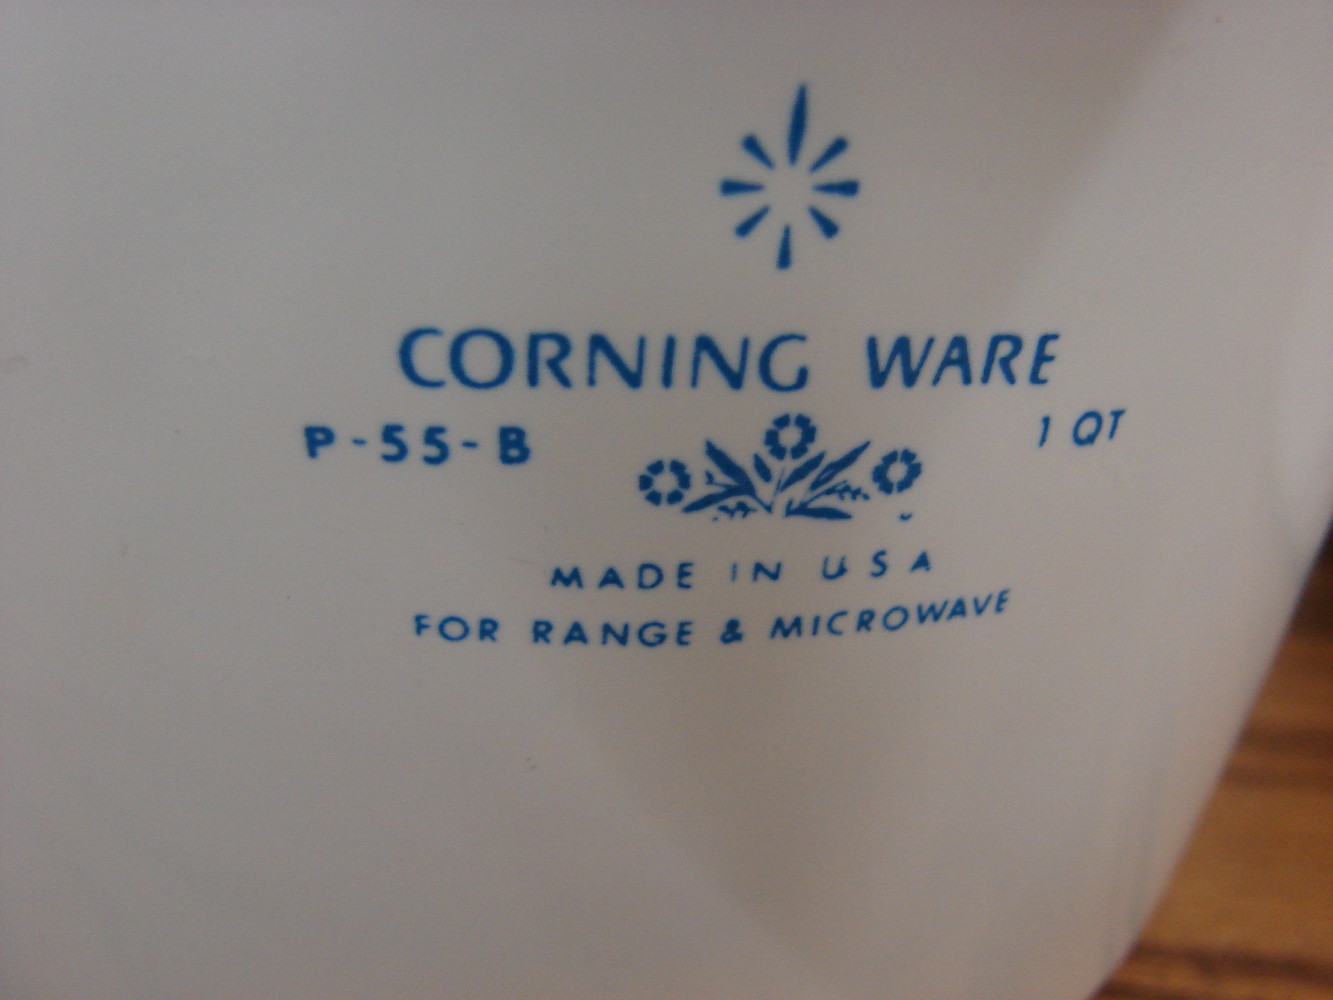 CORNING WARE
P-55-B 1 QT
MADE IN USA
FOR RANGE & MICROWAVE